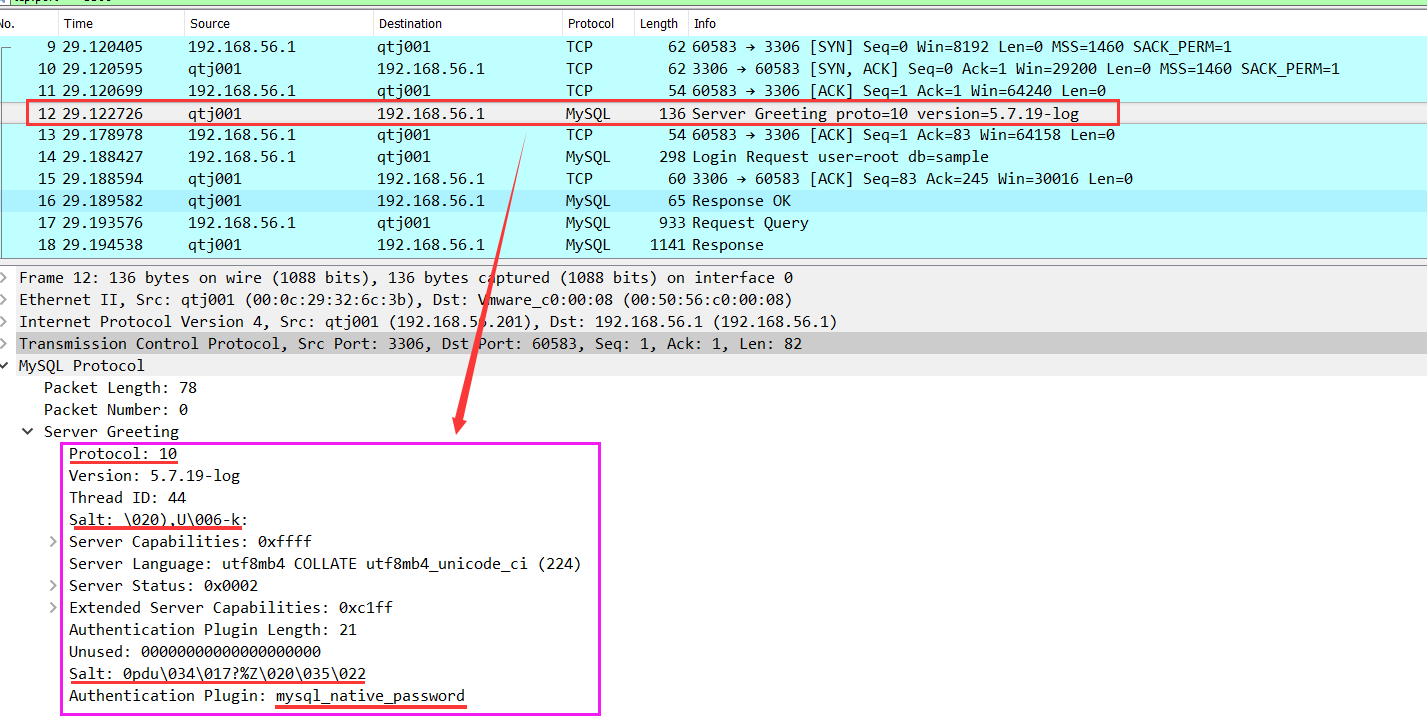 No. Time Source Destination Protocol Length Info
9 29.120405 192.168.56.1 qtj001 TCP 62 60583 → 3306 [SYN] Seq=0 Win=8192 Len=0 MSS=1460 SACK_PERM=1
10 29.120595 qtj001 192.168.56.1 TCP 62 3306 → 60583 [SYN, ACK] Seq=0 Ack=1 Win=29200 Len=0 MSS=1460 SACK_PERM=1
11 29.120699 192.168.56.1 qtj001 TCP 54 60583 → 3306 [ACK] Seq=1 Ack=1 Win=64240 Len=0
12 29.122726 qtj001 192.168.56.1 MySQL 136 Server Greeting proto=10 version=5.7.19-log
13 29.178978 192.168.56.1 qtj001 TCP 54 60583 → 3306 [ACK] Seq=1 Ack=83 Win=64158 Len=0
14 29.188427 192.168.56.1 qtj001 MySQL 298 Login Request user=root db=sample
15 29.188594 qtj001 192.168.56.1 TCP 60 3306 → 60583 [ACK] Seq=83 Ack=245 Win=30016 Len=0
16 29.189582 qtj001 192.168.56.1 MySQL 65 Response OK
17 29.193576 192.168.56.1 qtj001 MySQL 933 Request Query
18 29.194538 qtj001 192.168.56.1 MySQL 1141 Response
Frame 12: 136 bytes on wire (1088 bits), 136 bytes captured (1088 bits) on interface 0
Ethernet II, Src: qtj001 (00:0c:29:32:6c:3b), Dst: Vmware_c0:00:08 (00:50:56:c0:00:08)
Internet Protocol Version 4, Src: qtj001 (192.168.56.201), Dst: 192.168.56.1 (192.168.56.1)
Transmission Control Protocol, Src Port: 3306, Dst Port: 60583, Seq: 1, Ack: 1, Len: 82
MySQL Protocol
Packet Length: 78
Packet Number: 0
Server Greeting
Protocol: 10
Version: 5.7.19-log
Thread ID: 44
Salt: \020),U\006-k:
Server Capabilities: 0xffff
Server Language: utf8mb4 COLLATE utf8mb4_unicode_ci (224)
Server Status: 0x0002
Extended Server Capabilities: 0xc1ff
Authentication Plugin Length: 21
Unused: 00000000000000000000
Salt: 0pdu\034\017?%Z\020\035\022
Authentication Plugin: mysql_native_password